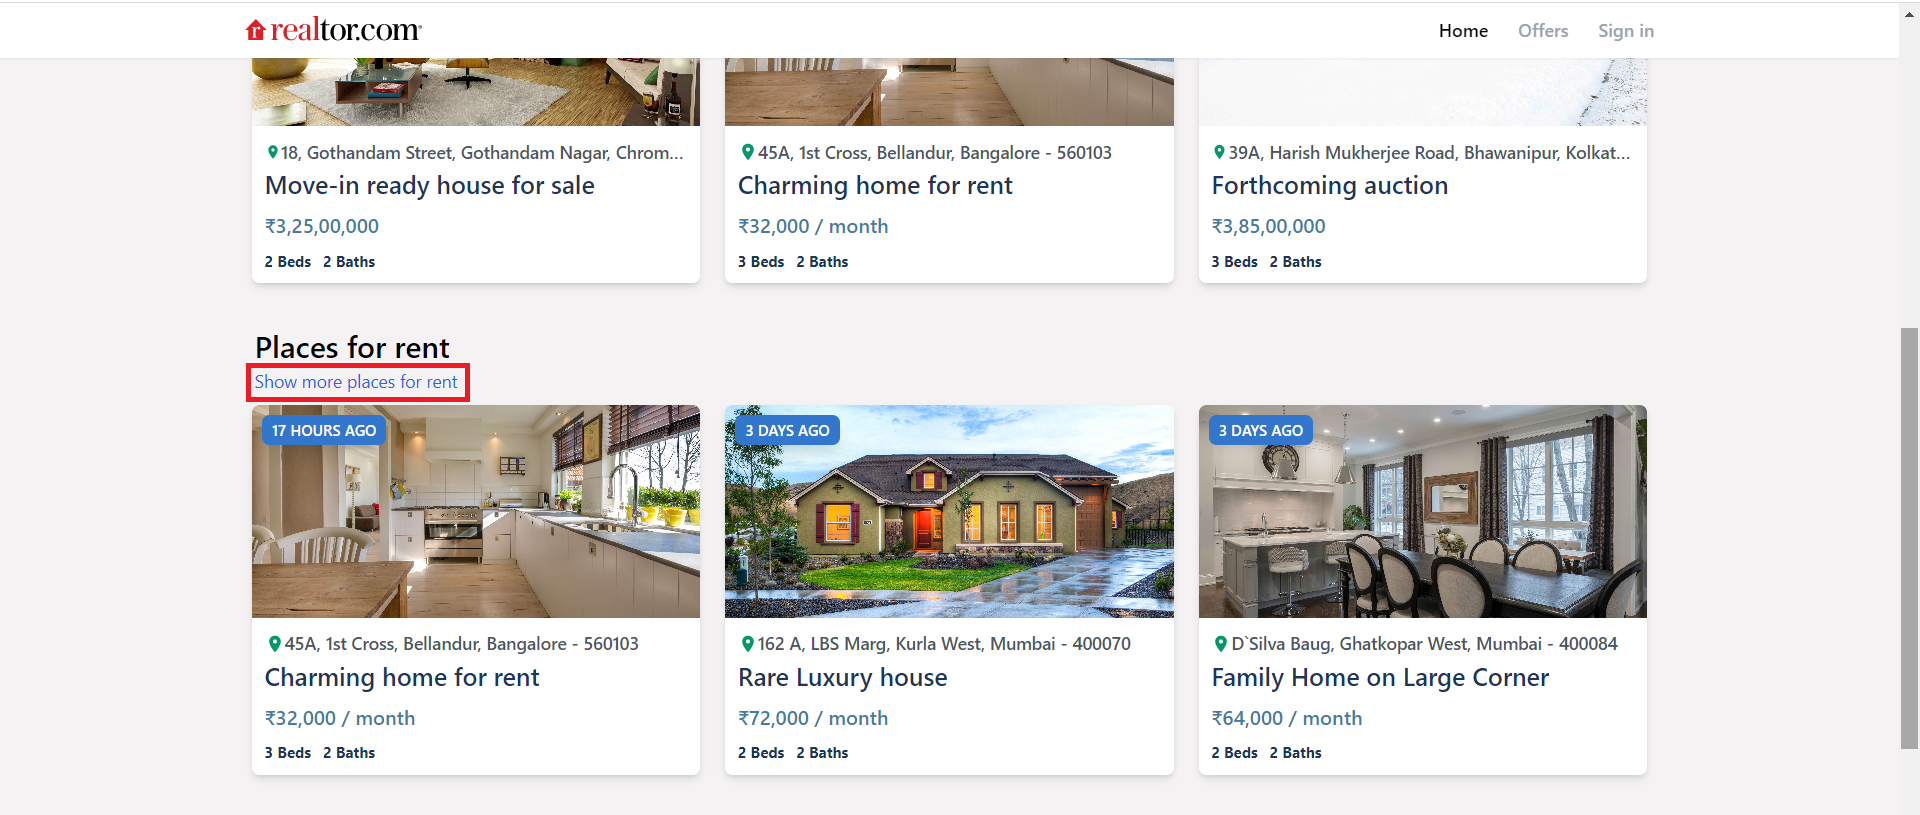 realtor.com
Home Offers Sign in
18, Gothandam Street, Gothandam Nagar, Chrom...
Move-in ready house for sale
₹3,25,00,000
2 Beds 2 Baths
45A, 1st Cross, Bellandur, Bangalore - 560103
Charming home for rent
₹32,000 / month
3 Beds 2 Baths
39A, Harish Mukherjee Road, Bhawanipur, Kolkat...
Forthcoming auction
₹3,85,00,000
3 Beds 2 Baths
Places for rent
Show more places for rent
17 HOURS AGO
45A, 1st Cross, Bellandur, Bangalore - 560103
Charming home for rent
₹32,000 / month
3 Beds 2 Baths
3 DAYS AGO
162 A, LBS Marg, Kurla West, Mumbai - 400070
Rare Luxury house
₹72,000 / month
2 Beds 2 Baths
3 DAYS AGO
D`Silva Baug, Ghatkopar West, Mumbai - 400084
Family Home on Large Corner
₹64,000 / month
2 Beds 2 Baths